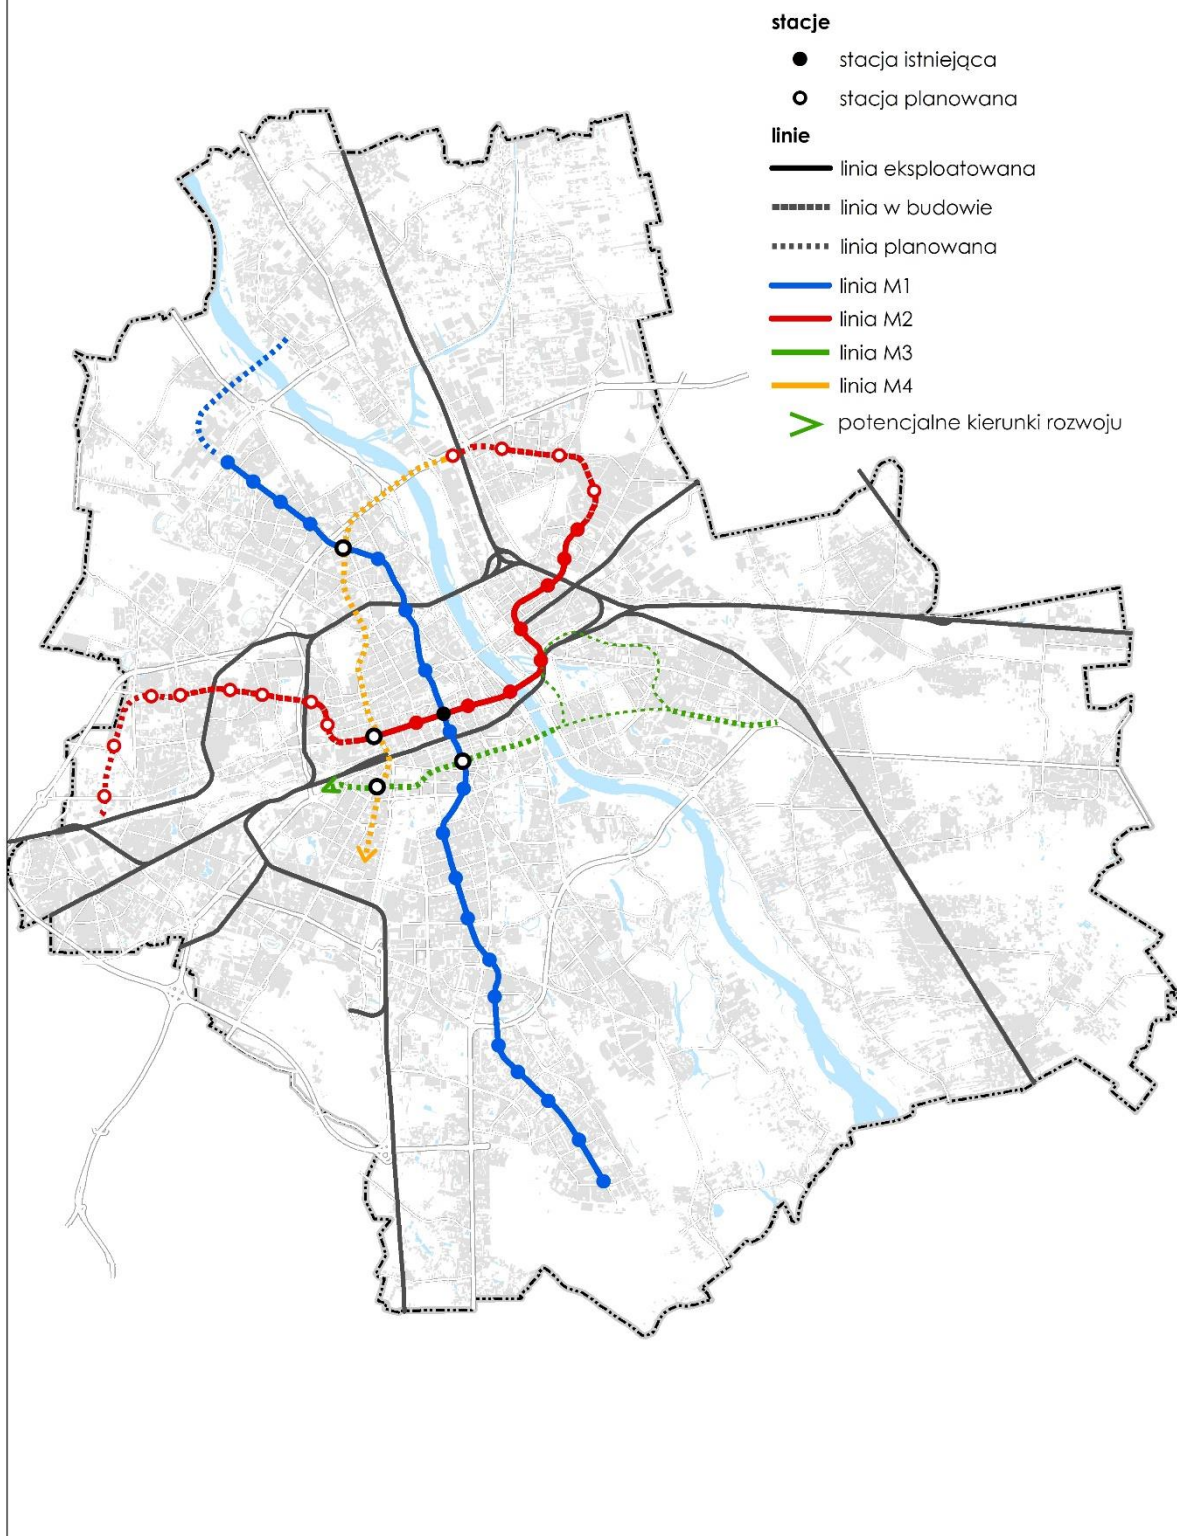 stacje
stacja istniejąca
stacja planowana
linie
linia eksploatowana
linia w budowie
linia planowana
linia M1
linia M2
linia M3
linia M4
potencjalne kierunki rozwoju